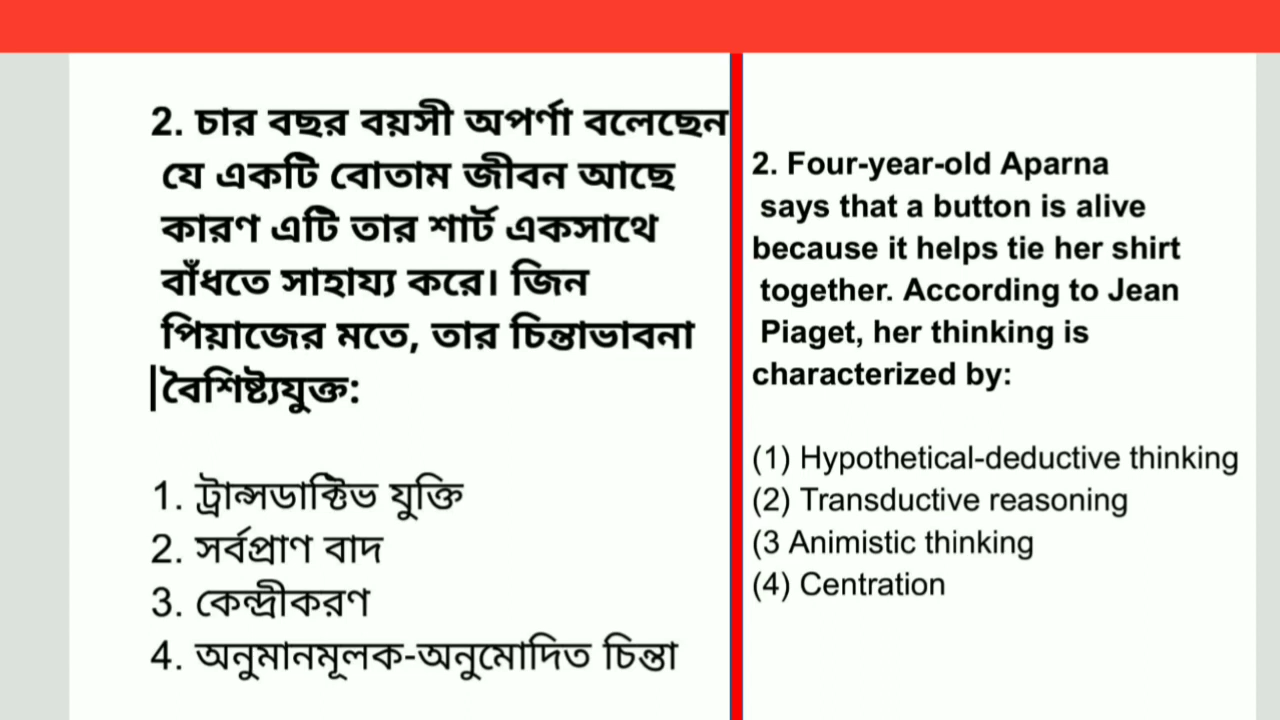 2. চার বছর বয়সী অপর্ণা বলেছেন
যে একটি বোতাম জীবন আছে
কারণ এটি তার শার্ট একসাথে
বাঁধতে সাহায্য করে। জিন
পিয়াজের মতে, তার চিন্তাভাবনা
বৈশিষ্ট্যযুক্ত:
1. ট্রান্সডাক্টিভ যুক্তি
2. সর্বপ্রাণ বাদ
3. কেন্দ্রীকরণ
4. অনুমানমূলক-অনুমোদিত চিন্তা
2. Four-year-old Aparna
says that a button is alive
because it helps tie her shirt
together. According to Jean
Piaget, her thinking is
characterized by:
(1) Hypothetical-deductive thinking
(2) Transductive reasoning
(3 Animistic thinking
(4) Centration